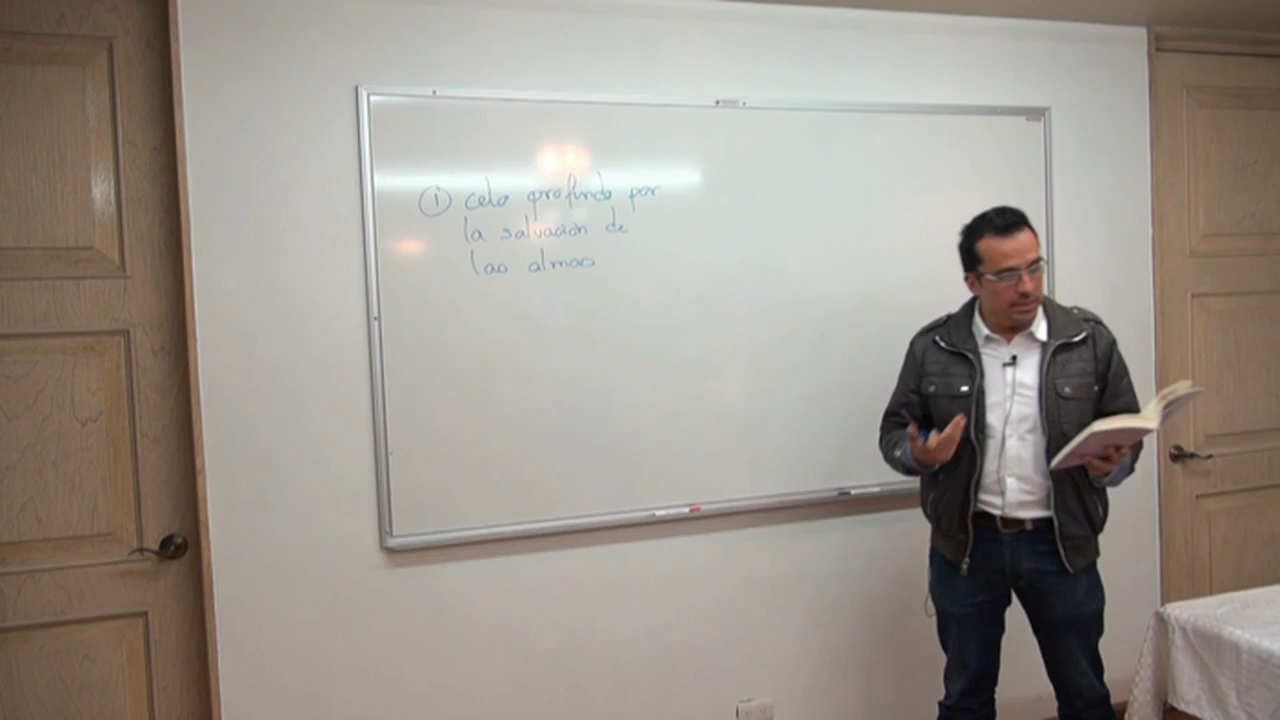 ① celo profundo por
la salvación de
las almas